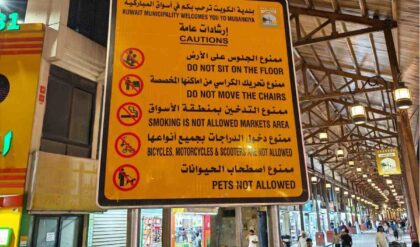 بلدية الكويت ترحب بكم في أسواق المباركية
KUWAIT MUNICIPALITY WELCOMES YOU TO MUBARAKIYA
إرشادات عامة
CAUTIONS
ممنوع الجلوس على الأرض
DO NOT SIT ON THE FLOOR
ممنوع تحريك الكراسي من اماكنها المخصصة
DO NOT MOVE THE CHAIRS
ممنوع التدخين بمنطقة الأسواق
SMOKING IS NOT ALLOWED MARKETS AREA
ممنوع دخول الدراجات بجميع أنواعها
BICYCLES, MOTORCYCLES & SCOOTERS ARE NOT ALLOWED
ممنوع اصطحاب الحيوانات
PETS NOT ALLOWED